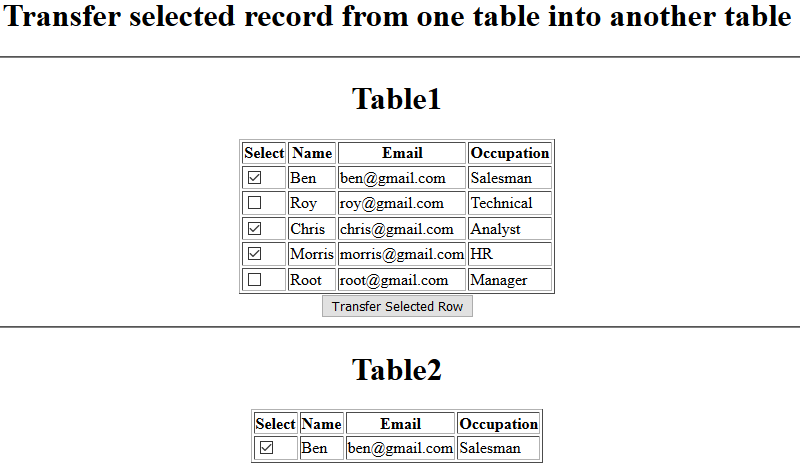 Transfer selected record from one table into another table
Table1
Select Name Email Occupation
Ben ben@gmail.com Salesman
Roy roy@gmail.com Technical
Chris chris@gmail.com Analyst
Morris morris@gmail.com HR
Root root@gmail.com Manager
Transfer Selected Row
Table2
Select Name Email Occupation
Ben ben@gmail.com Salesman